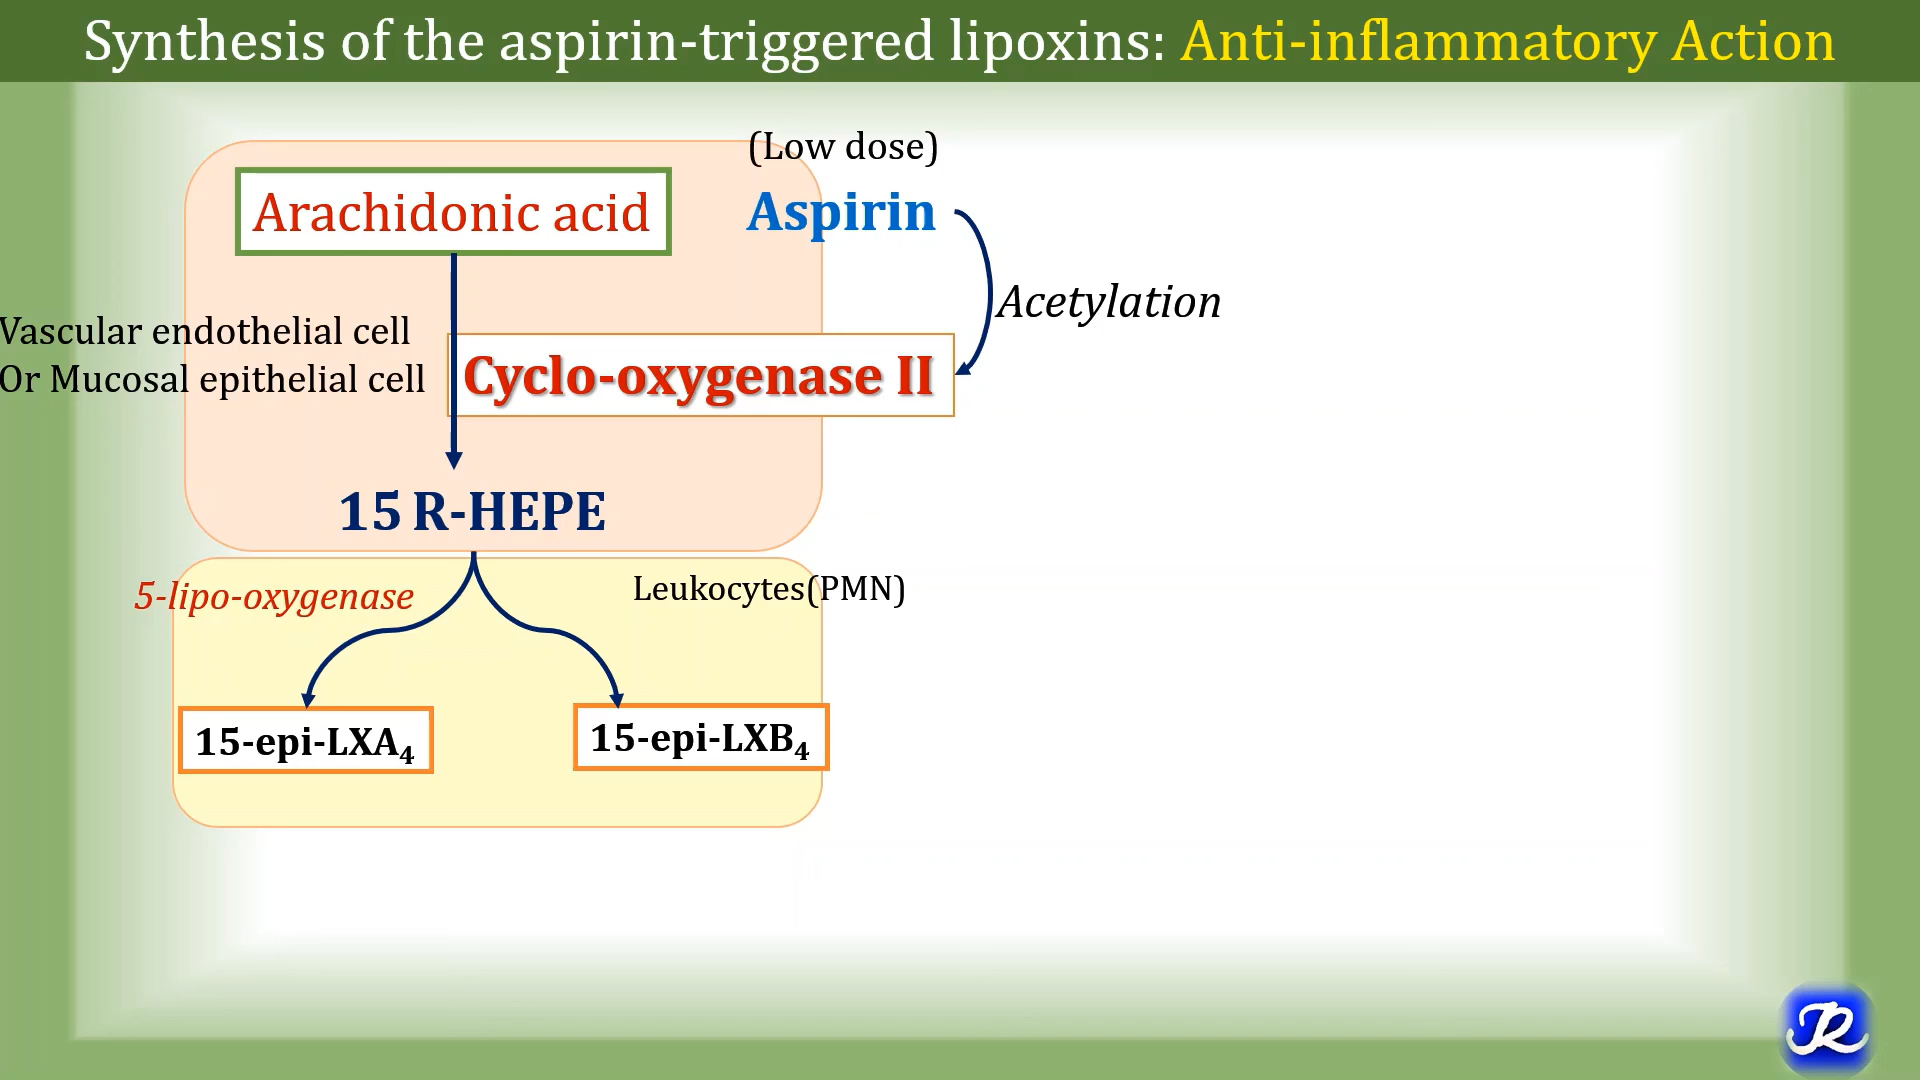 Synthesis of the aspirin-triggered lipoxins: Anti-inflammatory Action
(Low dose)
Arachidonic acid
Aspirin
Acetylation
Vascular endothelial cell
Or Mucosal epithelial cell
Cyclo-oxygenase II
15 R-HEPE
5-lipo-oxygenase
Leukocytes(PMN)
15-epi-LXA₄
15-epi-LXB₄
JR